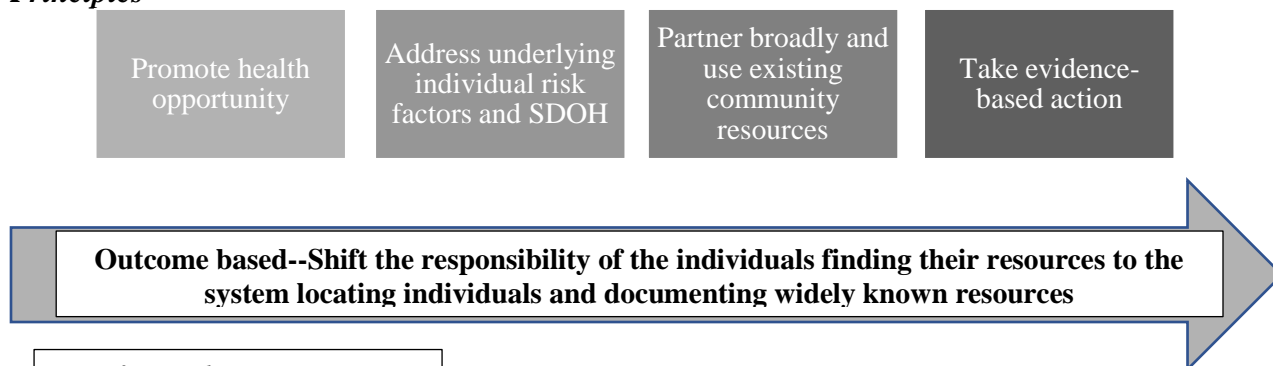 Principles
Promote health
opportunity
Address underlying
individual risk
factors and SDOH
Partner broadly and
use existing
community
resources
Take evidence-
based action
Outcome based--Shift the responsibility of the individuals finding their resources to the
system locating individuals and documenting widely known resources